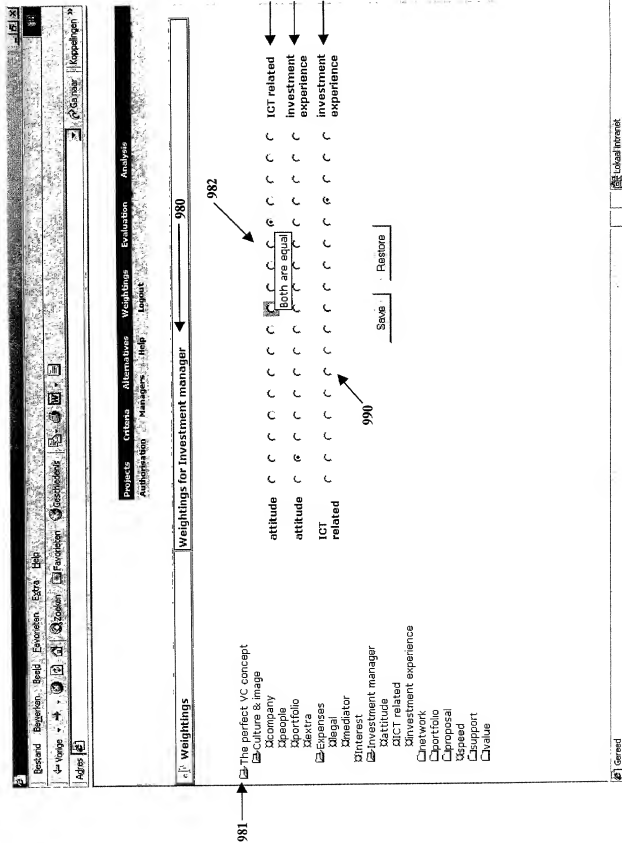 Bestand Bewerken Beeld Favorieten Extra Help
Vorige Zoeken Favorieten Geschiedenis
Adres Ga naar Koppelingen »
Projects Criteria Alternatives Weightings Evaluation Analysis
Authorisation Managers Help Logout
Weightings Weightings for Investment manager 980
981 The perfect VC concept
Culture & image
company
people
portfolio
extra
Expenses
legal
mediator
Interest
Investment manager
attitude
ICT related
investment experience
network
portfolio
proposal
speed
support
value
982
attitude ICT related
Both are equal
attitude investment experience
ICT related investment experience
990
Save Restore
Gereed Lokaal intranet